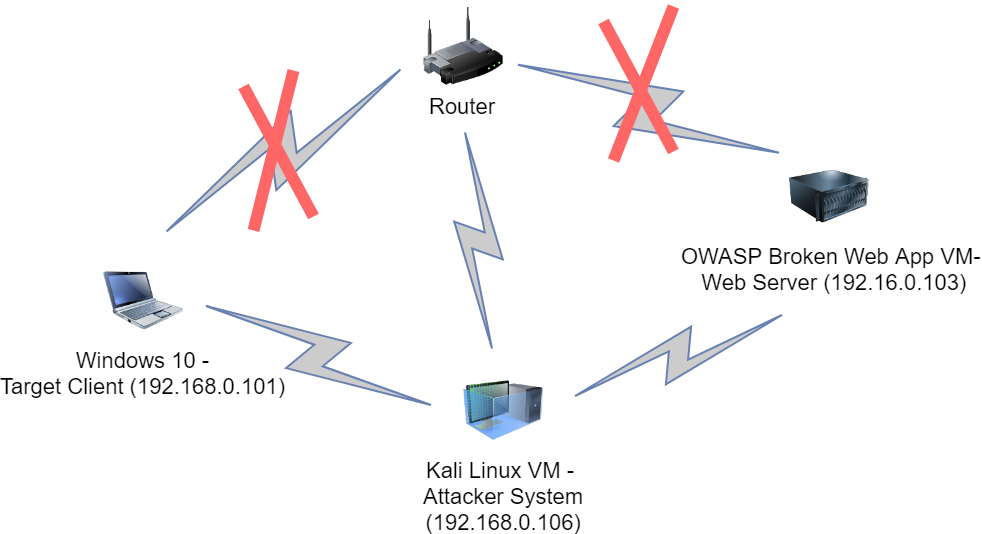 Router
OWASP Broken Web App VM-
Web Server (192.16.0.103)
Windows 10 -
Target Client (192.168.0.101)
Kali Linux VM -
Attacker System
(192.168.0.106)